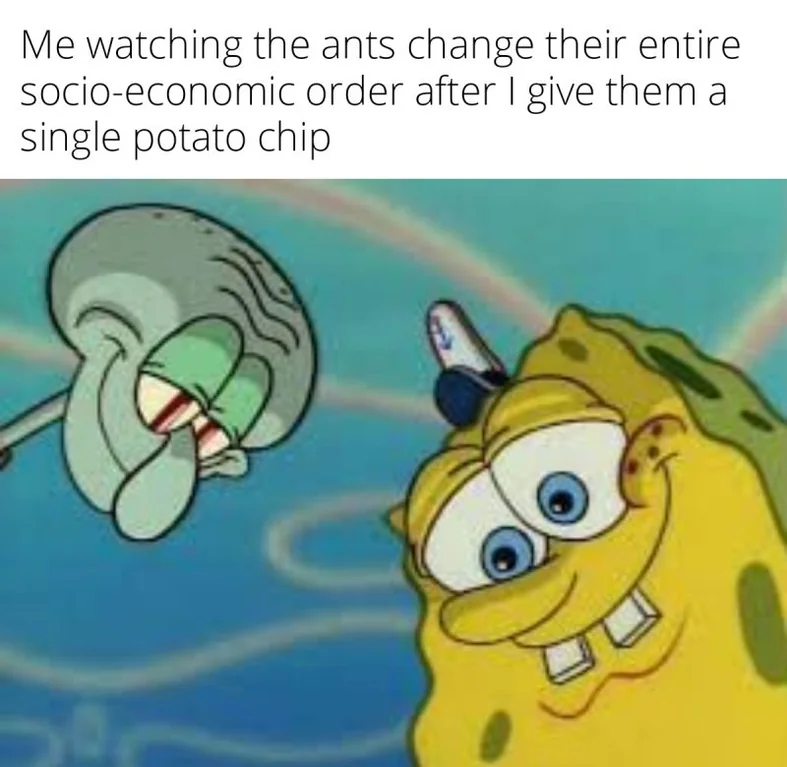 Me watching the ants change their entire
socio-economic order after I give them a
single potato chip